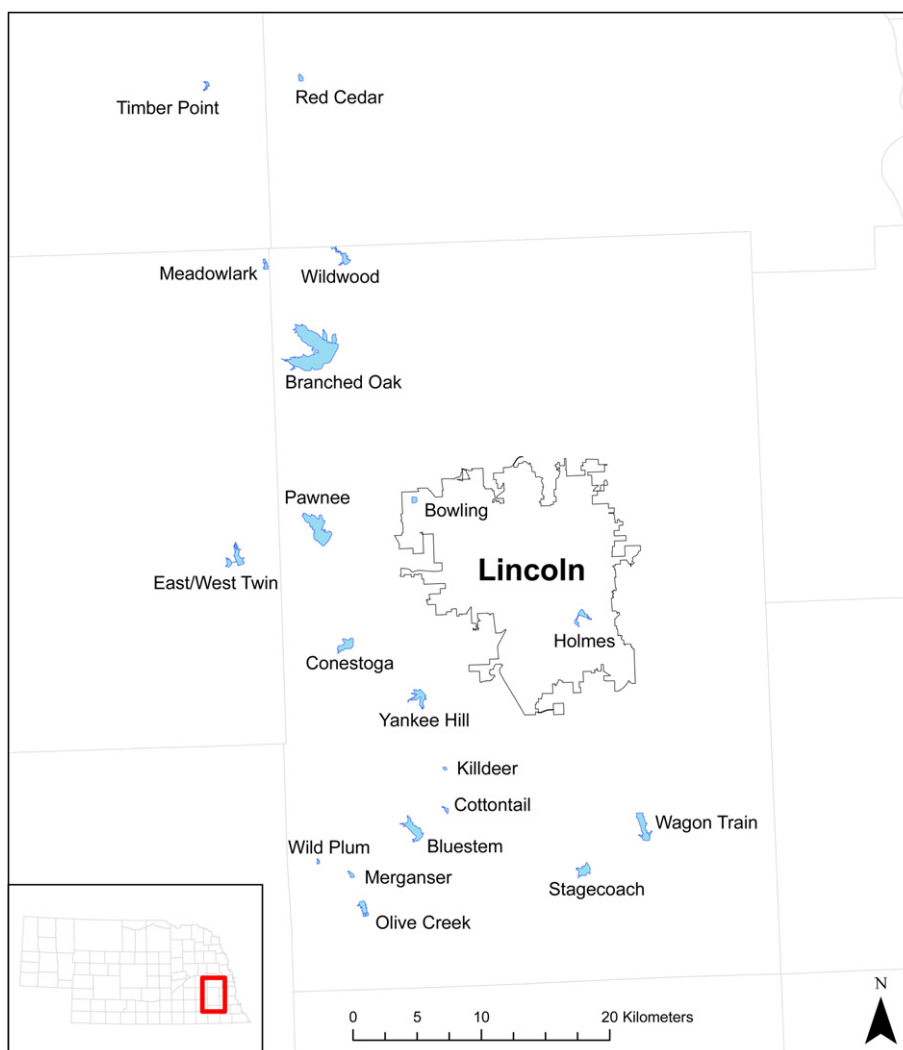 Timber Point
Red Cedar
Meadowlark
Wildwood
Branched Oak
Pawnee
Bowling
Lincoln
East/West Twin
Holmes
Conestoga
Yankee Hill
Killdeer
Cottontail
Wagon Train
Wild Plum
Bluestem
Merganser
Stagecoach
Olive Creek
N
0 5 10 20 Kilometers